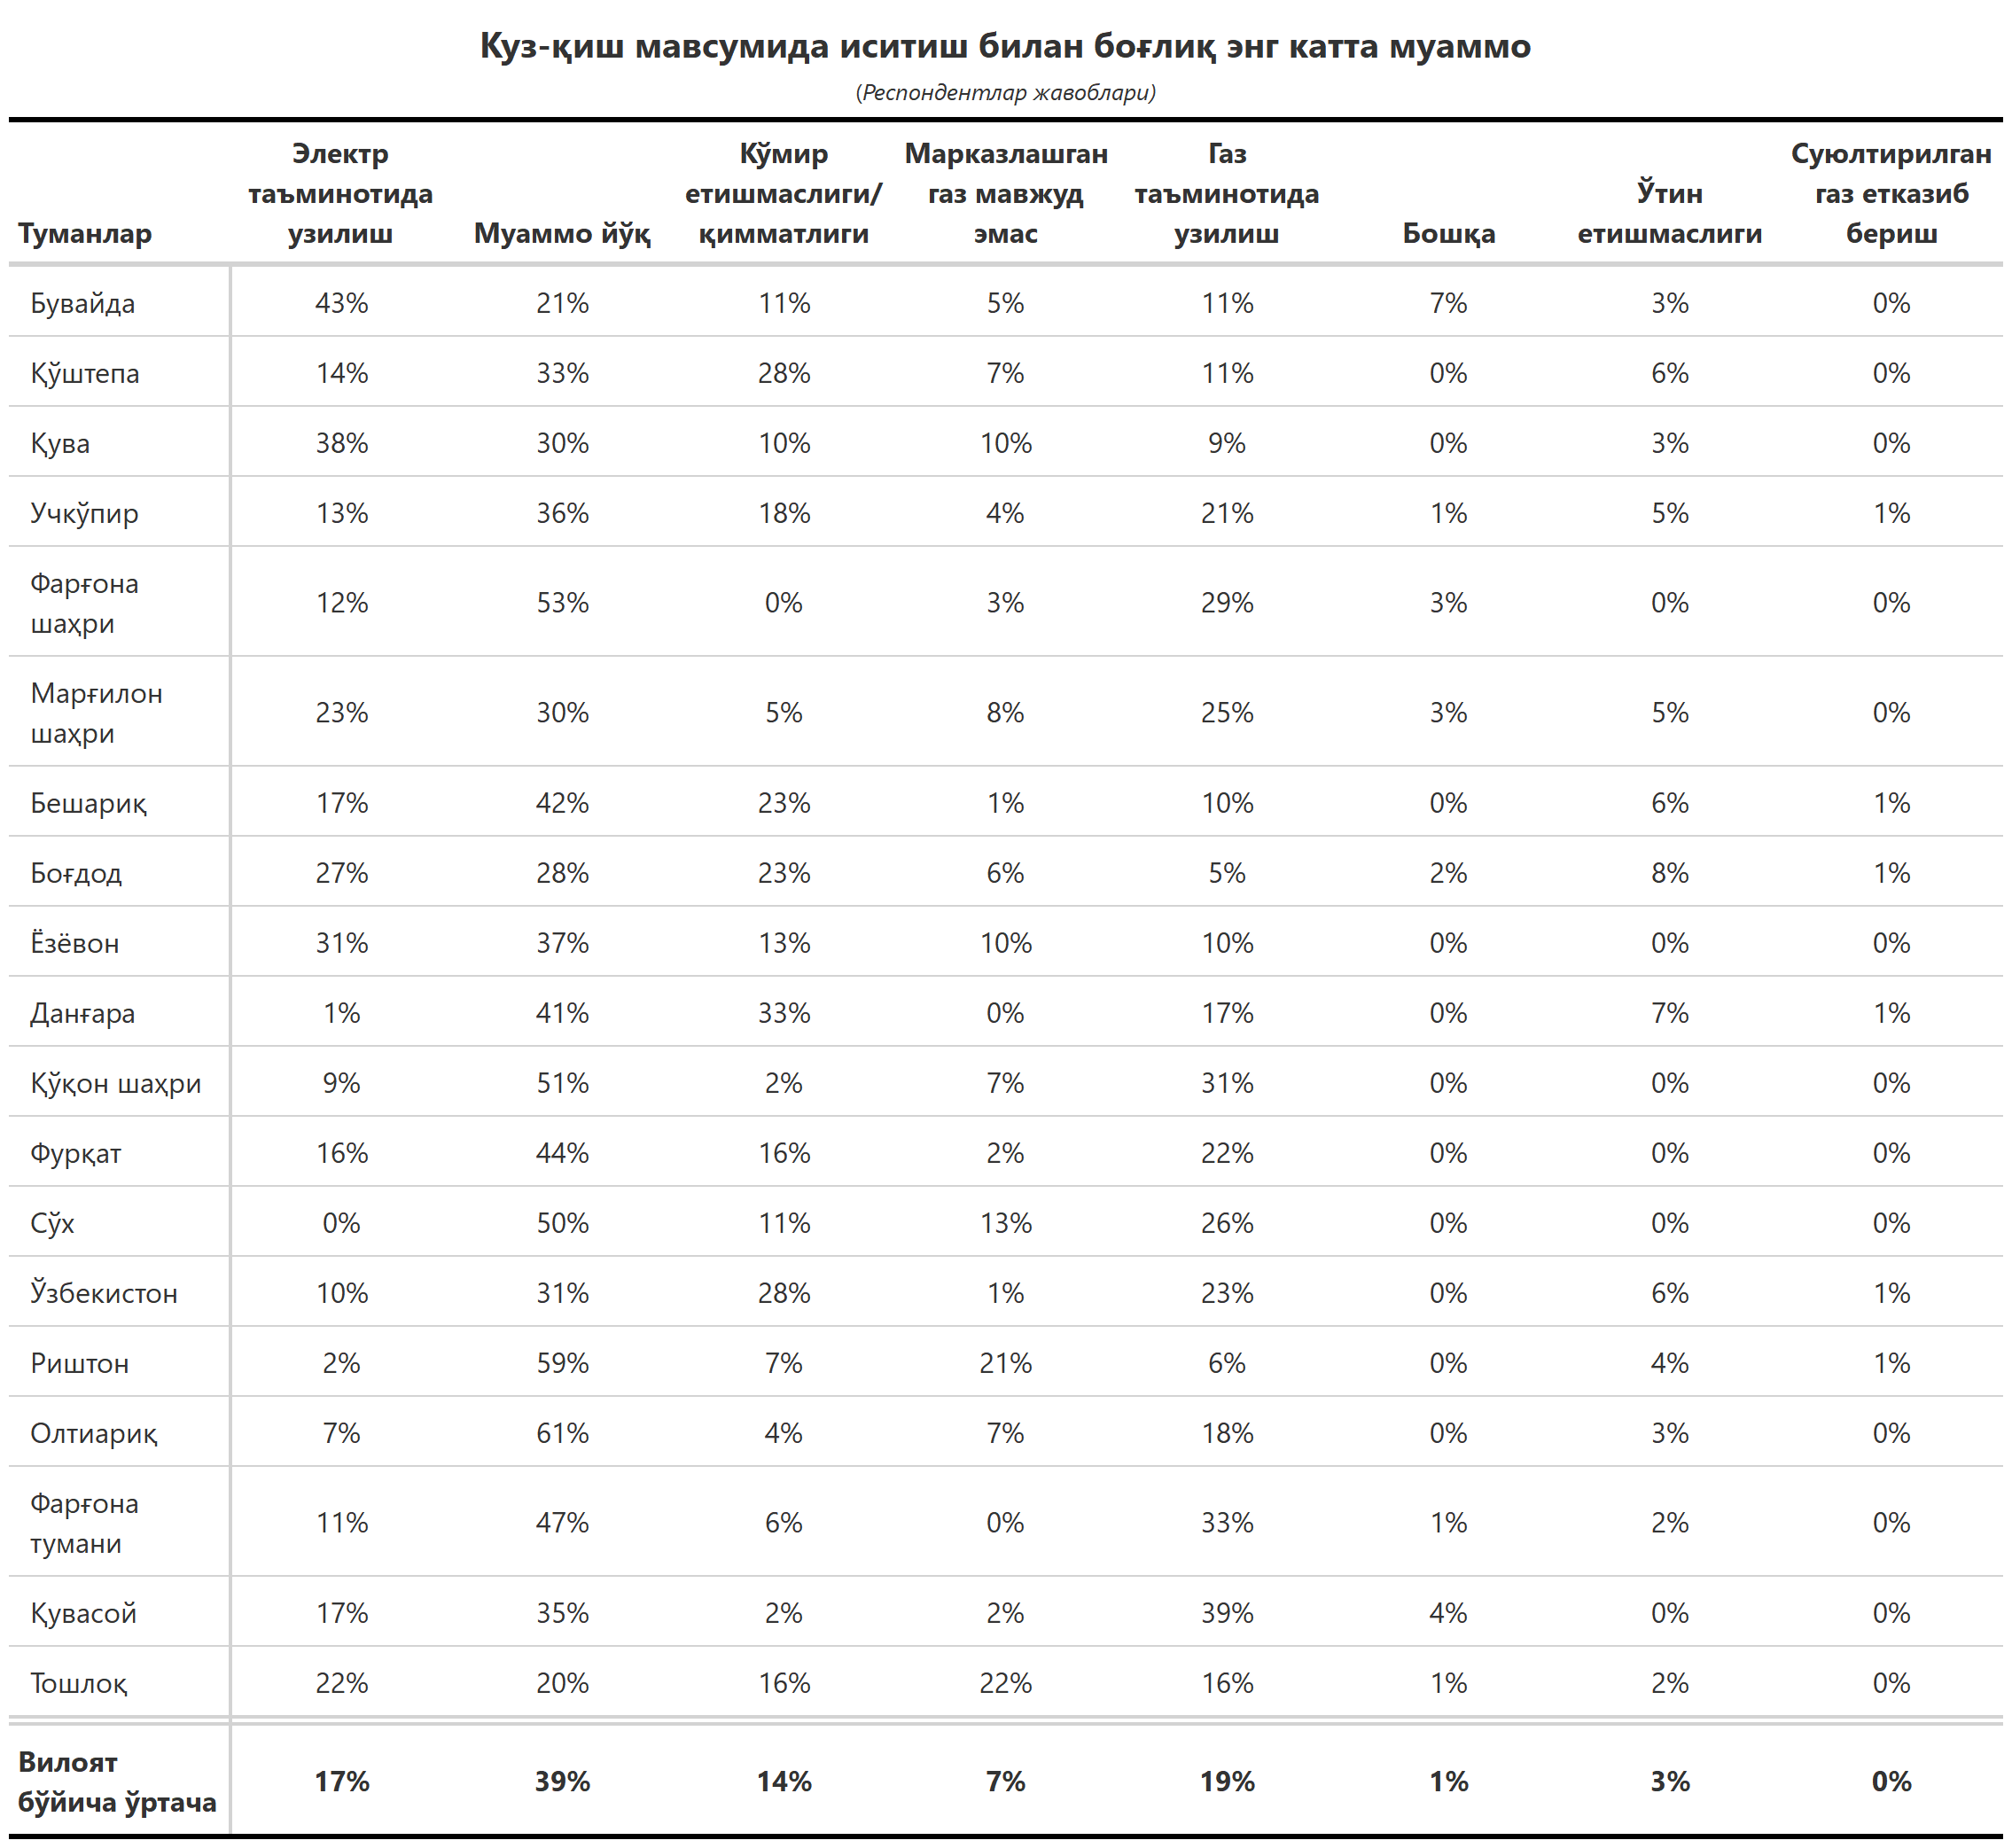 Куз-қиш мавсумида иситиш билан боғлиқ энг катта муаммо
(Респондентлар жавоблари)
Туманлар Электр таъминотида узилиш Муаммо йўқ Кўмир етишмаслиги/ қимматлиги Марказлашган газ мавжуд эмас Газ таъминотида узилиш Бошқа Ўтин етишмаслиги Суюлтирилган газ етказиб бериш
Бувайда 43% 21% 11% 5% 11% 7% 3% 0%
Қўштепа 14% 33% 28% 7% 11% 0% 6% 0%
Қува 38% 30% 10% 10% 9% 0% 3% 0%
Учкўпир 13% 36% 18% 4% 21% 1% 5% 1%
Фарғона шаҳри 12% 53% 0% 3% 29% 3% 0% 0%
Марғилон шаҳри 23% 30% 5% 8% 25% 3% 5% 0%
Бешариқ 17% 42% 23% 1% 10% 0% 6% 1%
Боғдод 27% 28% 23% 6% 5% 2% 8% 1%
Ёзёвон 31% 37% 13% 10% 10% 0% 0% 0%
Данғара 1% 41% 33% 0% 17% 0% 7% 1%
Қўқон шаҳри 9% 51% 2% 7% 31% 0% 0% 0%
Фурқат 16% 44% 16% 2% 22% 0% 0% 0%
Сўх 0% 50% 11% 13% 26% 0% 0% 0%
Ўзбекистон 10% 31% 28% 1% 23% 0% 6% 1%
Риштон 2% 59% 7% 21% 6% 0% 4% 1%
Олтиариқ 7% 61% 4% 7% 18% 0% 3% 0%
Фарғона тумани 11% 47% 6% 0% 33% 1% 2% 0%
Қувасой 17% 35% 2% 2% 39% 4% 0% 0%
Тошлоқ 22% 20% 16% 22% 16% 1% 2% 0%
Вилоят бўйича ўртача 17% 39% 14% 7% 19% 1% 3% 0%